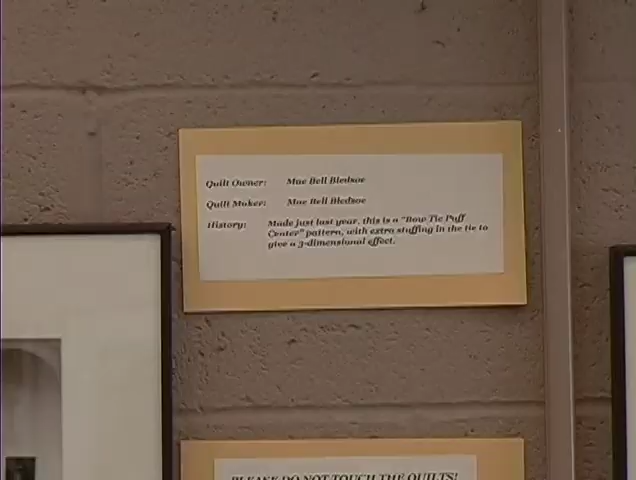 Quilt Owner: Mae Bell Bledsoe
Quilt Maker: Mae Bell Bledsoe
History: Made just last year, this is a "Bow Tie Puff
Center" pattern, with extra stuffing in the tie to
give a 3-dimensional effect.
PLEASE DO NOT TOUCH THE QUILTS!